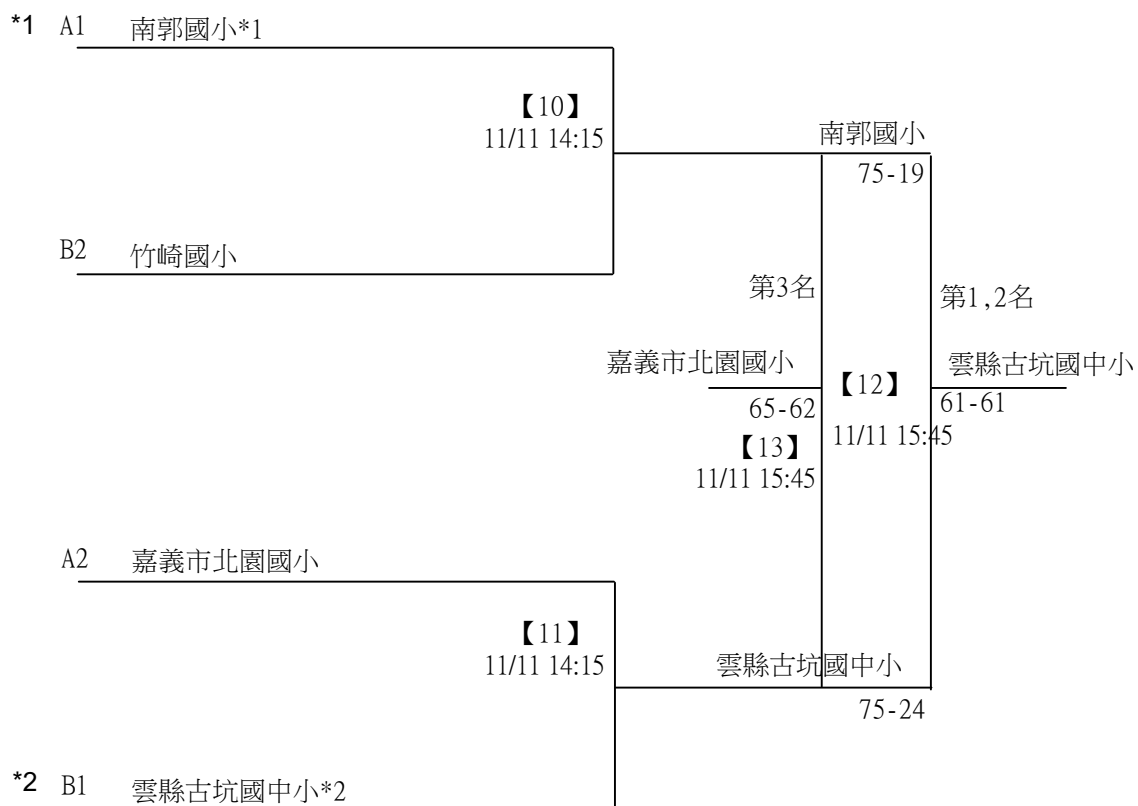 *1 A1 南郭國小*1
【10】
11/11 14:15
南郭國小
75-19
B2 竹崎國小
第3名
第1,2名
嘉義市北園國小
雲縣古坑國中小
【12】
65-62
61-61
11/11 15:45
【13】
11/11 15:45
A2 嘉義市北園國小
【11】
11/11 14:15
雲縣古坑國中小
75-24
*2 B1 雲縣古坑國中小*2